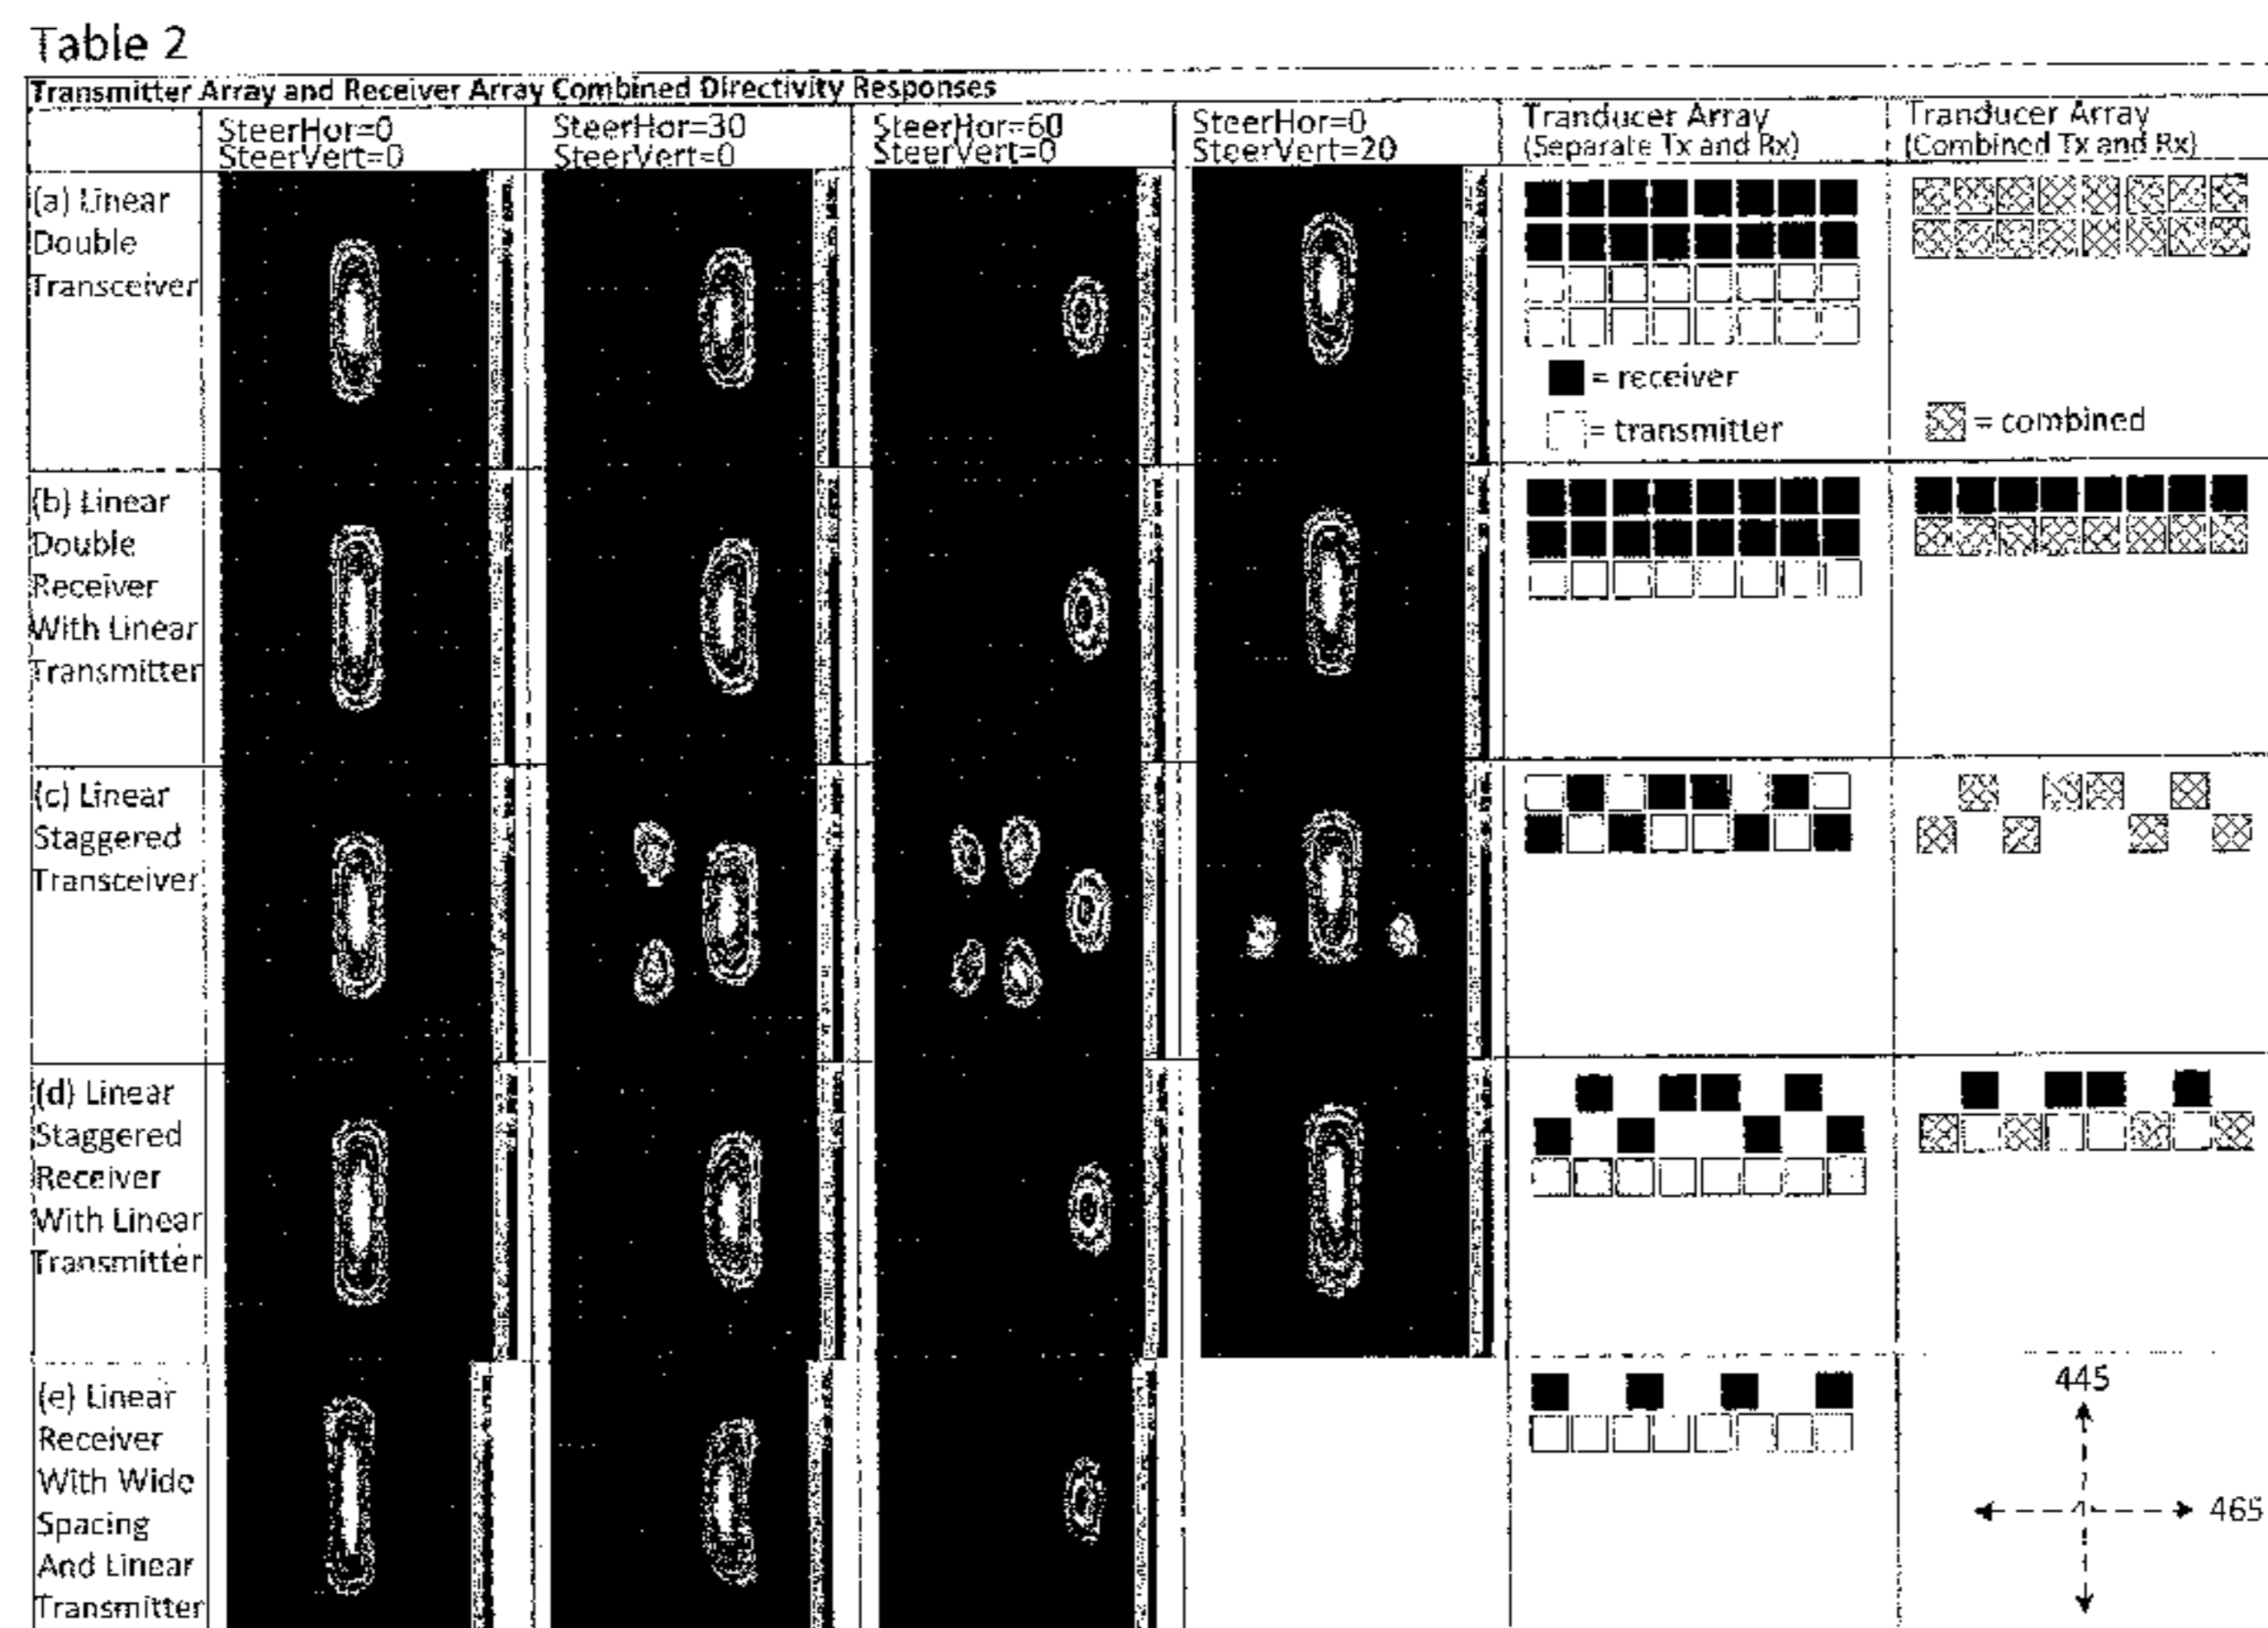 Table 2
Transmitter Array and Receiver Array Combined Directivity Responses
SteerHor=0
SteerVert=0
SteerHor=30
SteerVert=0
SteerHor=60
SteerVert=0
SteerHor=0
SteerVert=20
Tranducer Array
(Separate Tx and Rx)
Tranducer Array
(Combined Tx and Rx)
(a) Linear
Double
Transceiver
= receiver
= transmitter
= combined
(b) Linear
Double
Receiver
With Linear
Transmitter
(c) Linear
Staggered
Transceiver
(d) Linear
Staggered
Receiver
With Linear
Transmitter
(e) Linear
Receiver
With Wide
Spacing
And Linear
Transmitter
445
465